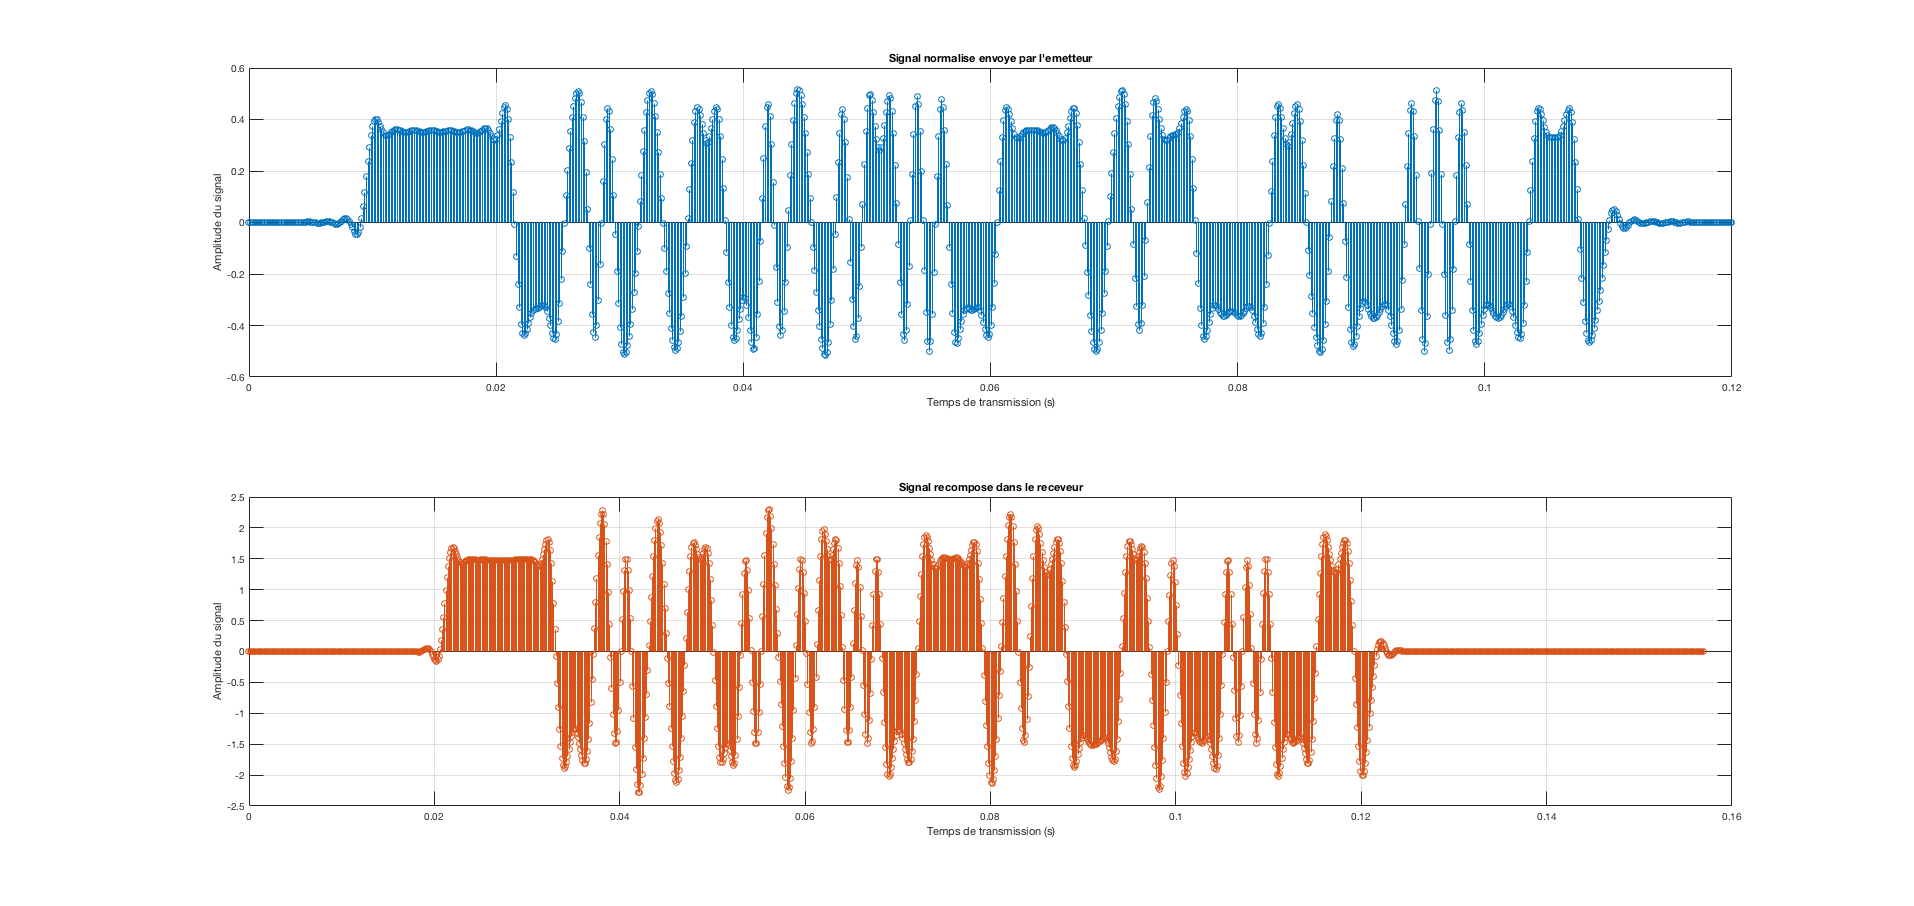 Signal normalise envoye par l'emetteur
0.6
0.4
0.2
0
-0.2
-0.4
-0.6
Amplitude du signal
0 0.02 0.04 0.06 0.08 0.1 0.12
Temps de transmission (s)
Signal recompose dans le receveur
2.5
2
1.5
1
0.5
0
-0.5
-1
-1.5
-2
-2.5
Amplitude du signal
0 0.02 0.04 0.06 0.08 0.1 0.12 0.14 0.16
Temps de transmission (s)